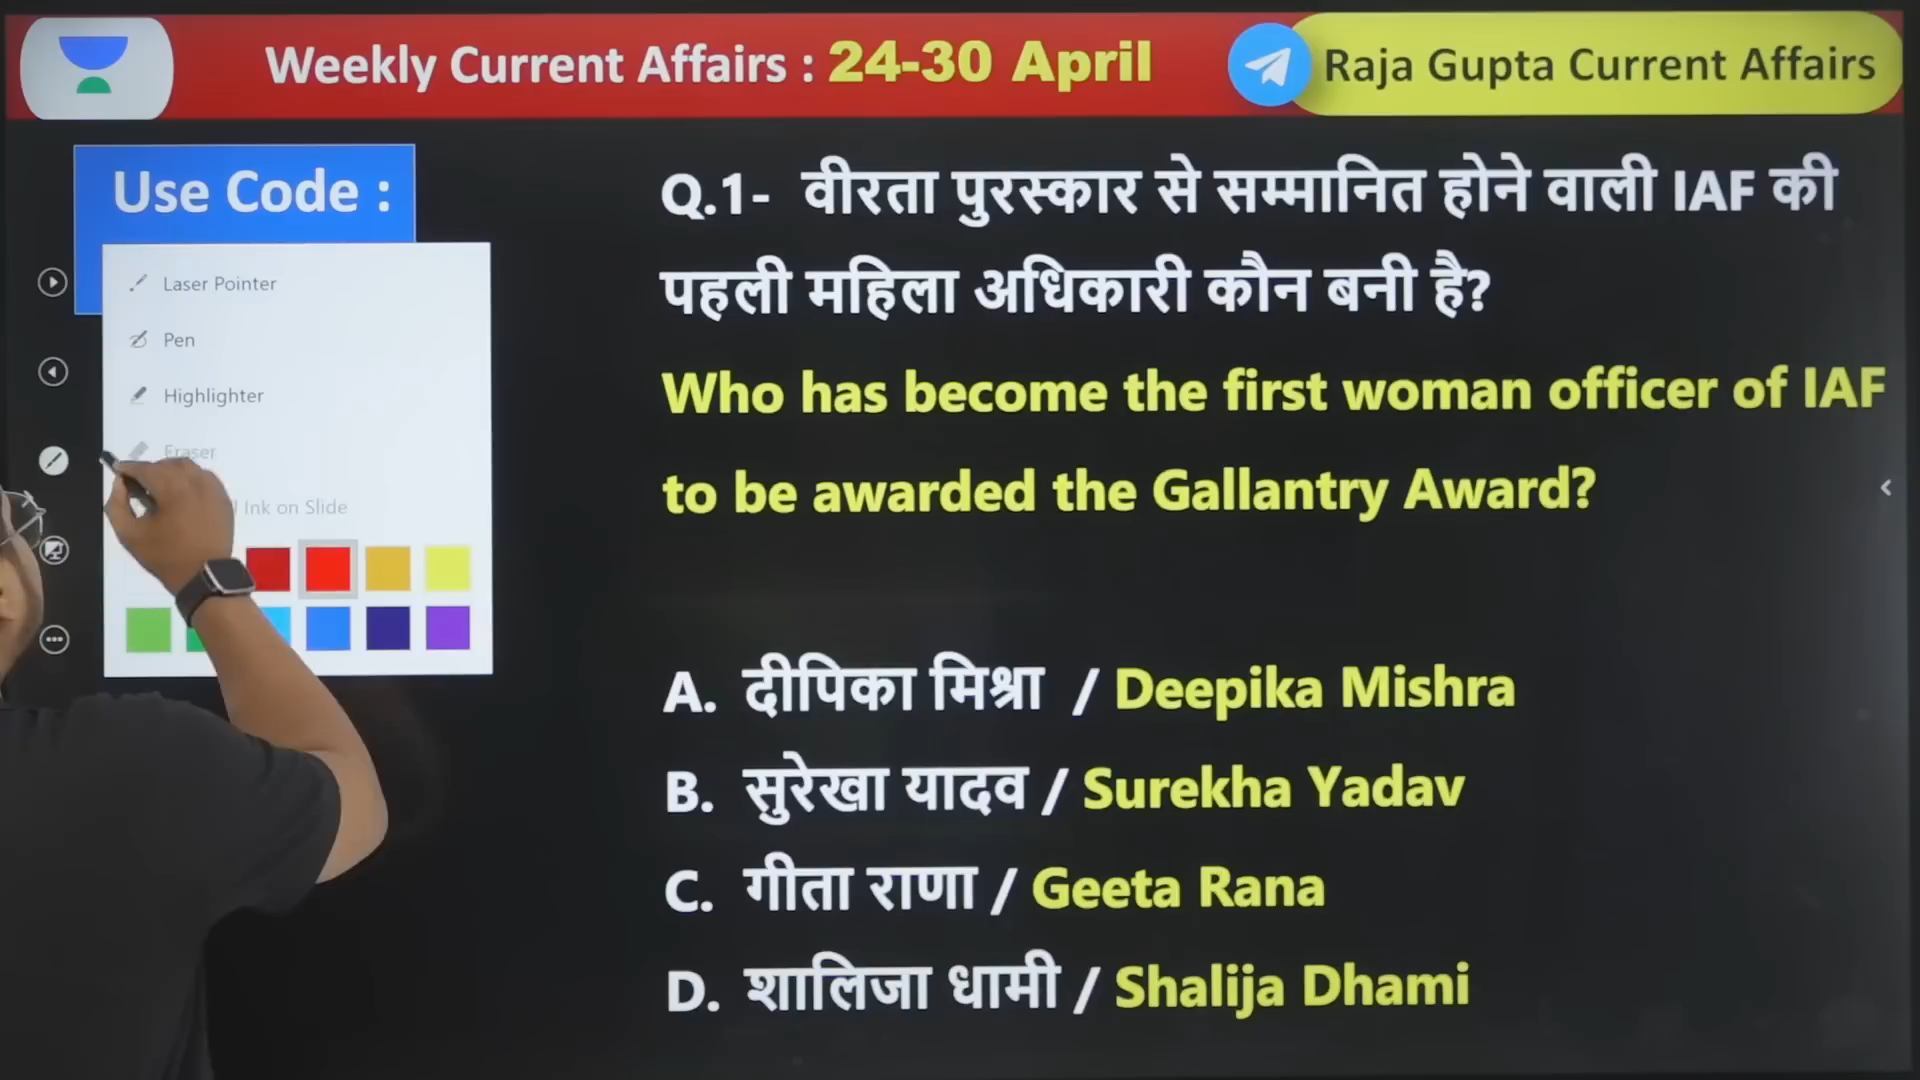 Weekly Current Affairs : 24-30 April
Raja Gupta Current Affairs
Use Code :
Laser Pointer
Pen
Highlighter
Eraser
Ink on Slide
Q.1- वीरता पुरस्कार से सम्मानित होने वाली IAF की
पहली महिला अधिकारी कौन बनी है?
Who has become the first woman officer of IAF
to be awarded the Gallantry Award?
A. दीपिका मिश्रा / Deepika Mishra
B. सुरेखा यादव / Surekha Yadav
C. गीता राणा / Geeta Rana
D. शालिजा धामी / Shalija Dhami